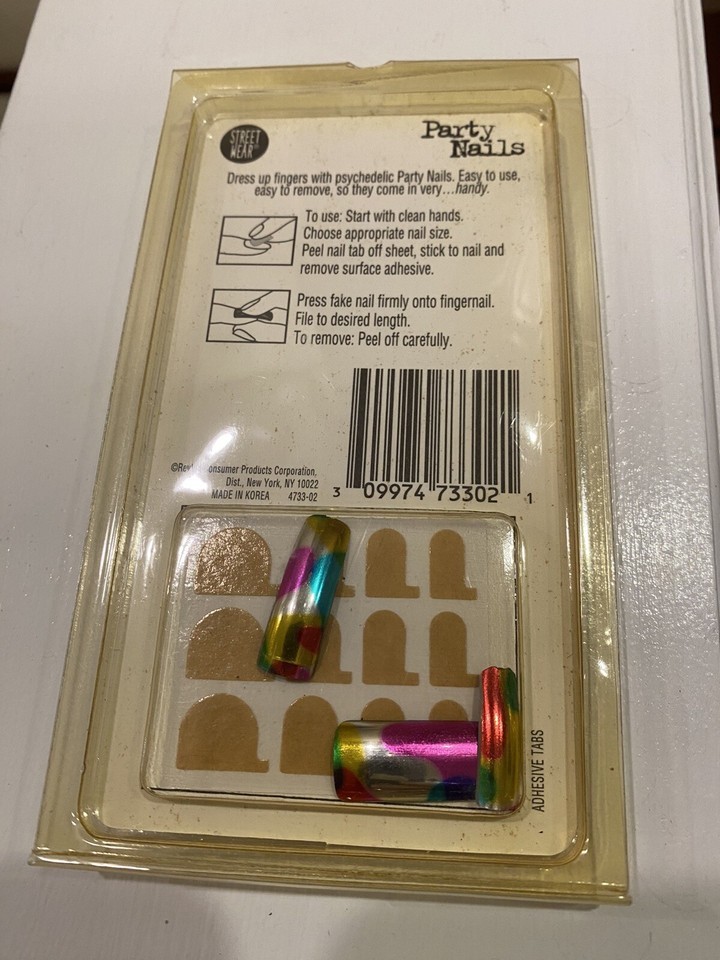 STREET
WEAR
Party
Nails
Dress up fingers with psychedelic Party Nails. Easy to use,
easy to remove, so they come in very...handy.
To use: Start with clean hands.
Choose appropriate nail size.
Peel nail tab off sheet, stick to nail and
remove surface adhesive.
Press fake nail firmly onto fingernail.
File to desired length.
To remove: Peel off carefully.
Consumer Products Corporation,
Dist., New York, NY 10022
MADE IN KOREA 4733-02
3 09974 73302 1
ADHESIVE TABS